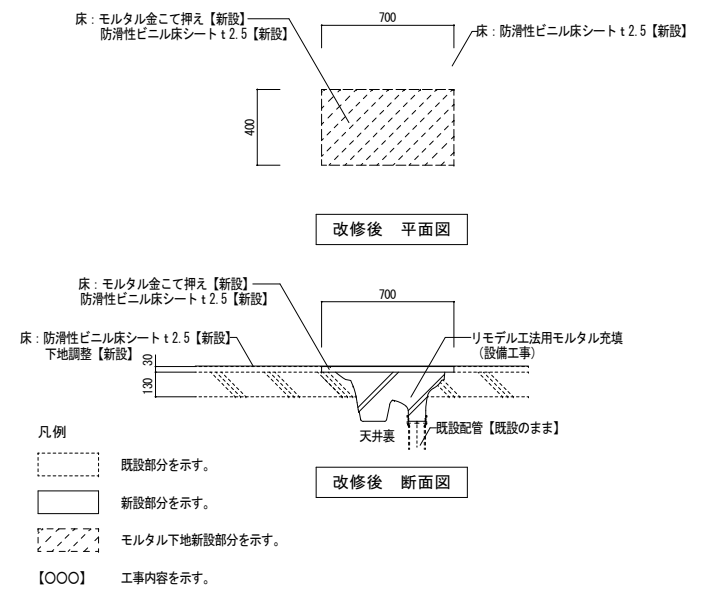 床：モルタル金こて押え【新設】
防滑性ビニル床シートｔ2.5【新設】
700
床：防滑性ビニル床シートｔ2.5【新設】
400
改修後　平面図
床：モルタル金こて押え【新設】
防滑性ビニル床シートｔ2.5【新設】
700
床：防滑性ビニル床シートｔ2.5【新設】
下地調整【新設】
30
130
リモデル工法用モルタル充填
（設備工事）
天井裏
既設配管【既設のまま】
改修後　断面図
凡例
既設部分を示す。
新設部分を示す。
モルタル下地新設部分を示す。
【〇〇〇】　工事内容を示す。